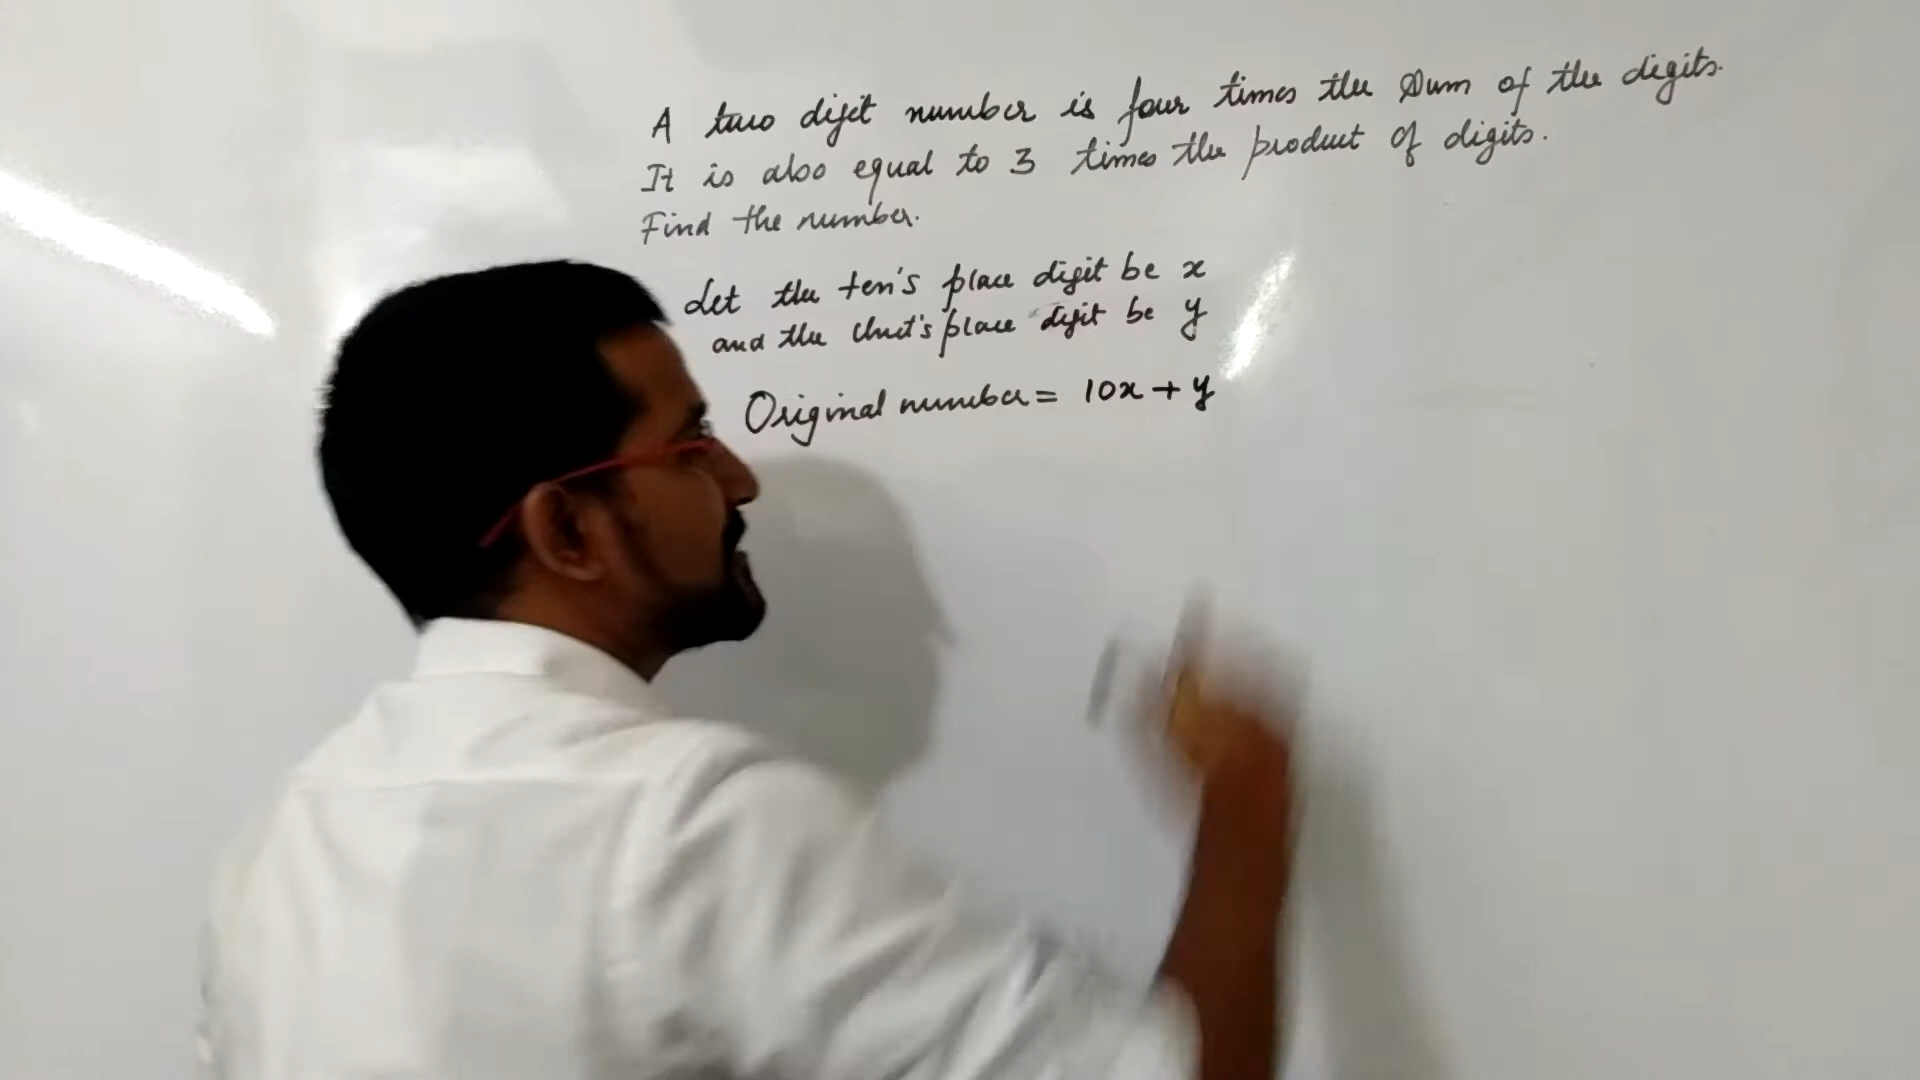 A two digit number is four times the sum of the digits.
It is also equal to 3 times the product of digits.
Find the number.
Let the ten's place digit be x
and the Unit's place digit be y
Original number = 10x + y